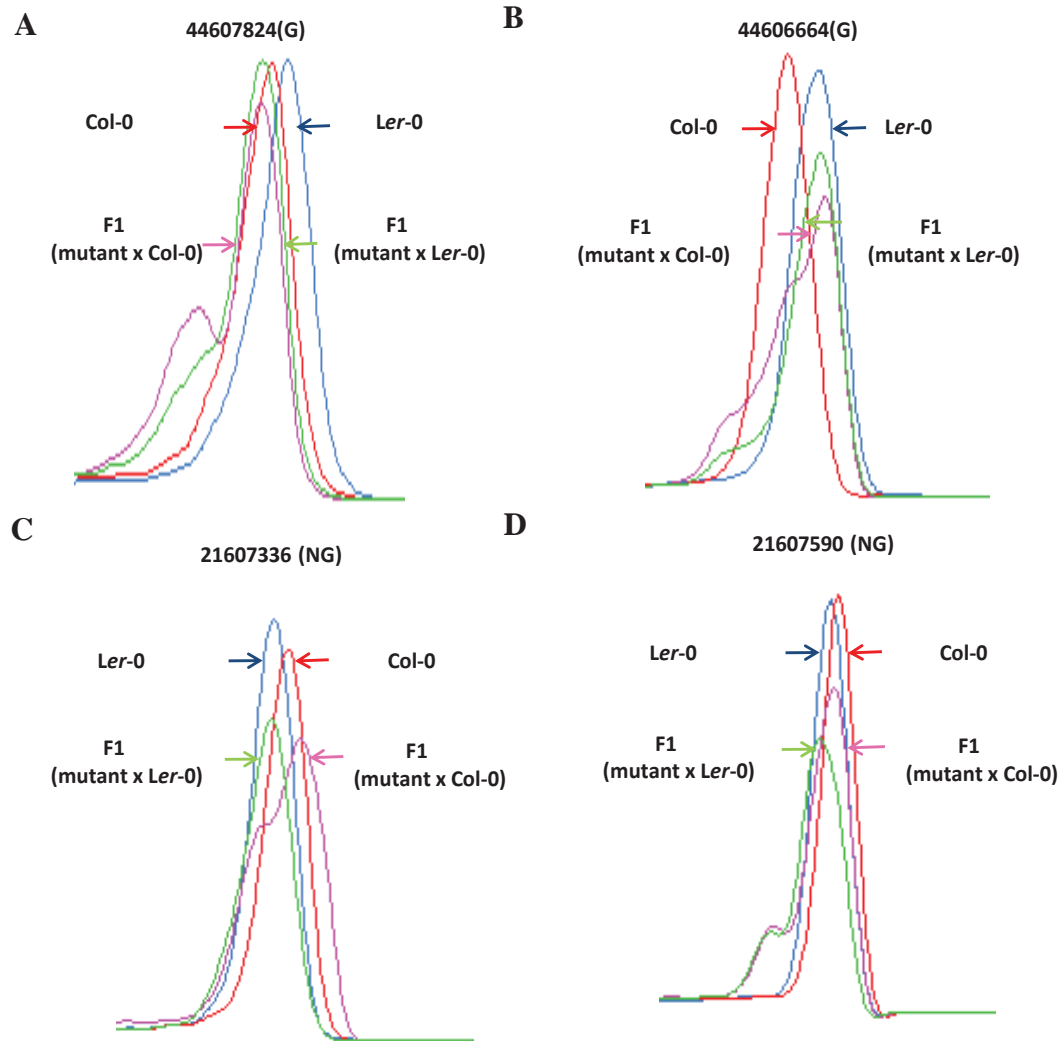 A
44607824(G)
Col-0
Ler-0
F1
(mutant x Col-0)
F1
(mutant x Ler-0)
B
44606664(G)
Col-0
Ler-0
F1
(mutant x Col-0)
F1
(mutant x Ler-0)
C
21607336 (NG)
Ler-0
Col-0
F1
(mutant x Ler-0)
F1
(mutant x Col-0)
D
21607590 (NG)
Ler-0
Col-0
F1
(mutant x Ler-0)
F1
(mutant x Col-0)